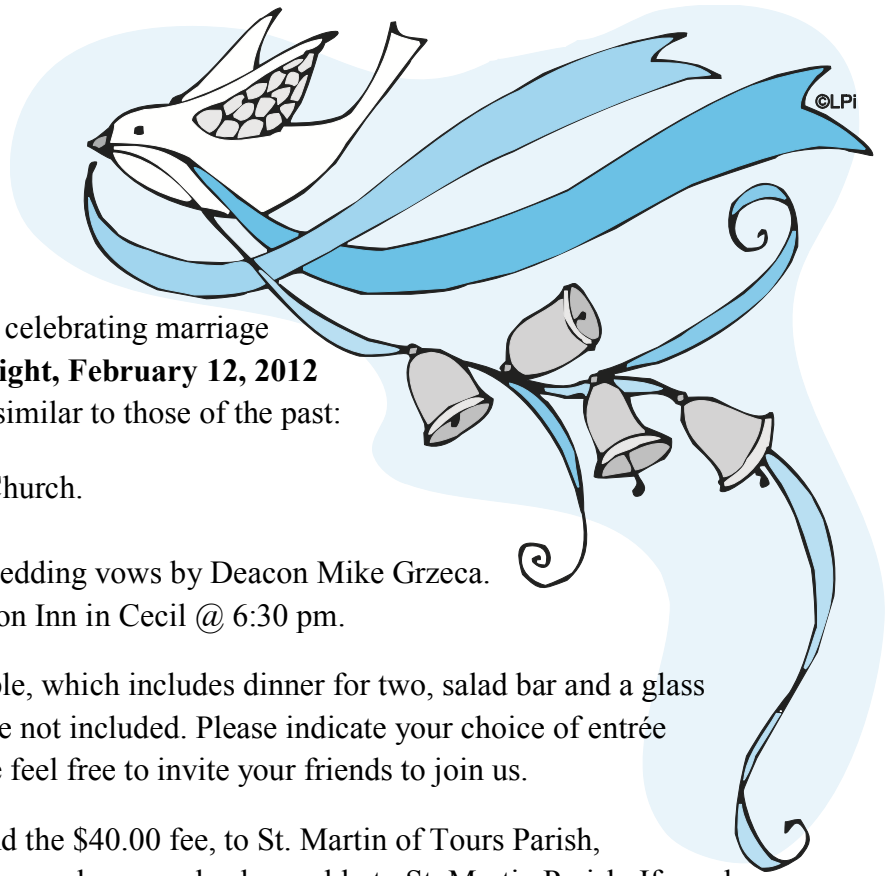 ©LPi
celebrating marriage
ight, February 12, 2012
similar to those of the past:
Church.
edding vows by Deacon Mike Grzeca.
on Inn in Cecil @ 6:30 pm.
ple, which includes dinner for two, salad bar and a glass
e not included. Please indicate your choice of entrée
e feel free to invite your friends to join us.
d the $40.00 fee, to St. Martin of Tours Parish,